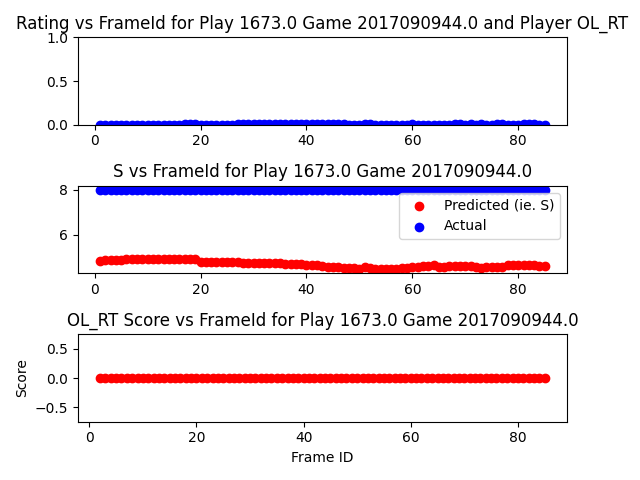 Rating vs FrameId for Play 1673.0 Game 2017090944.0 and Player OL_RT
1.0
0.5
0.0
0 20 40 60 80
S vs FrameId for Play 1673.0 Game 2017090944.0
8
6
Predicted (ie. S)
Actual
0 20 40 60 80
OL_RT Score vs FrameId for Play 1673.0 Game 2017090944.0
Score
0.5
0.0
−0.5
0 20 40 60 80
Frame ID